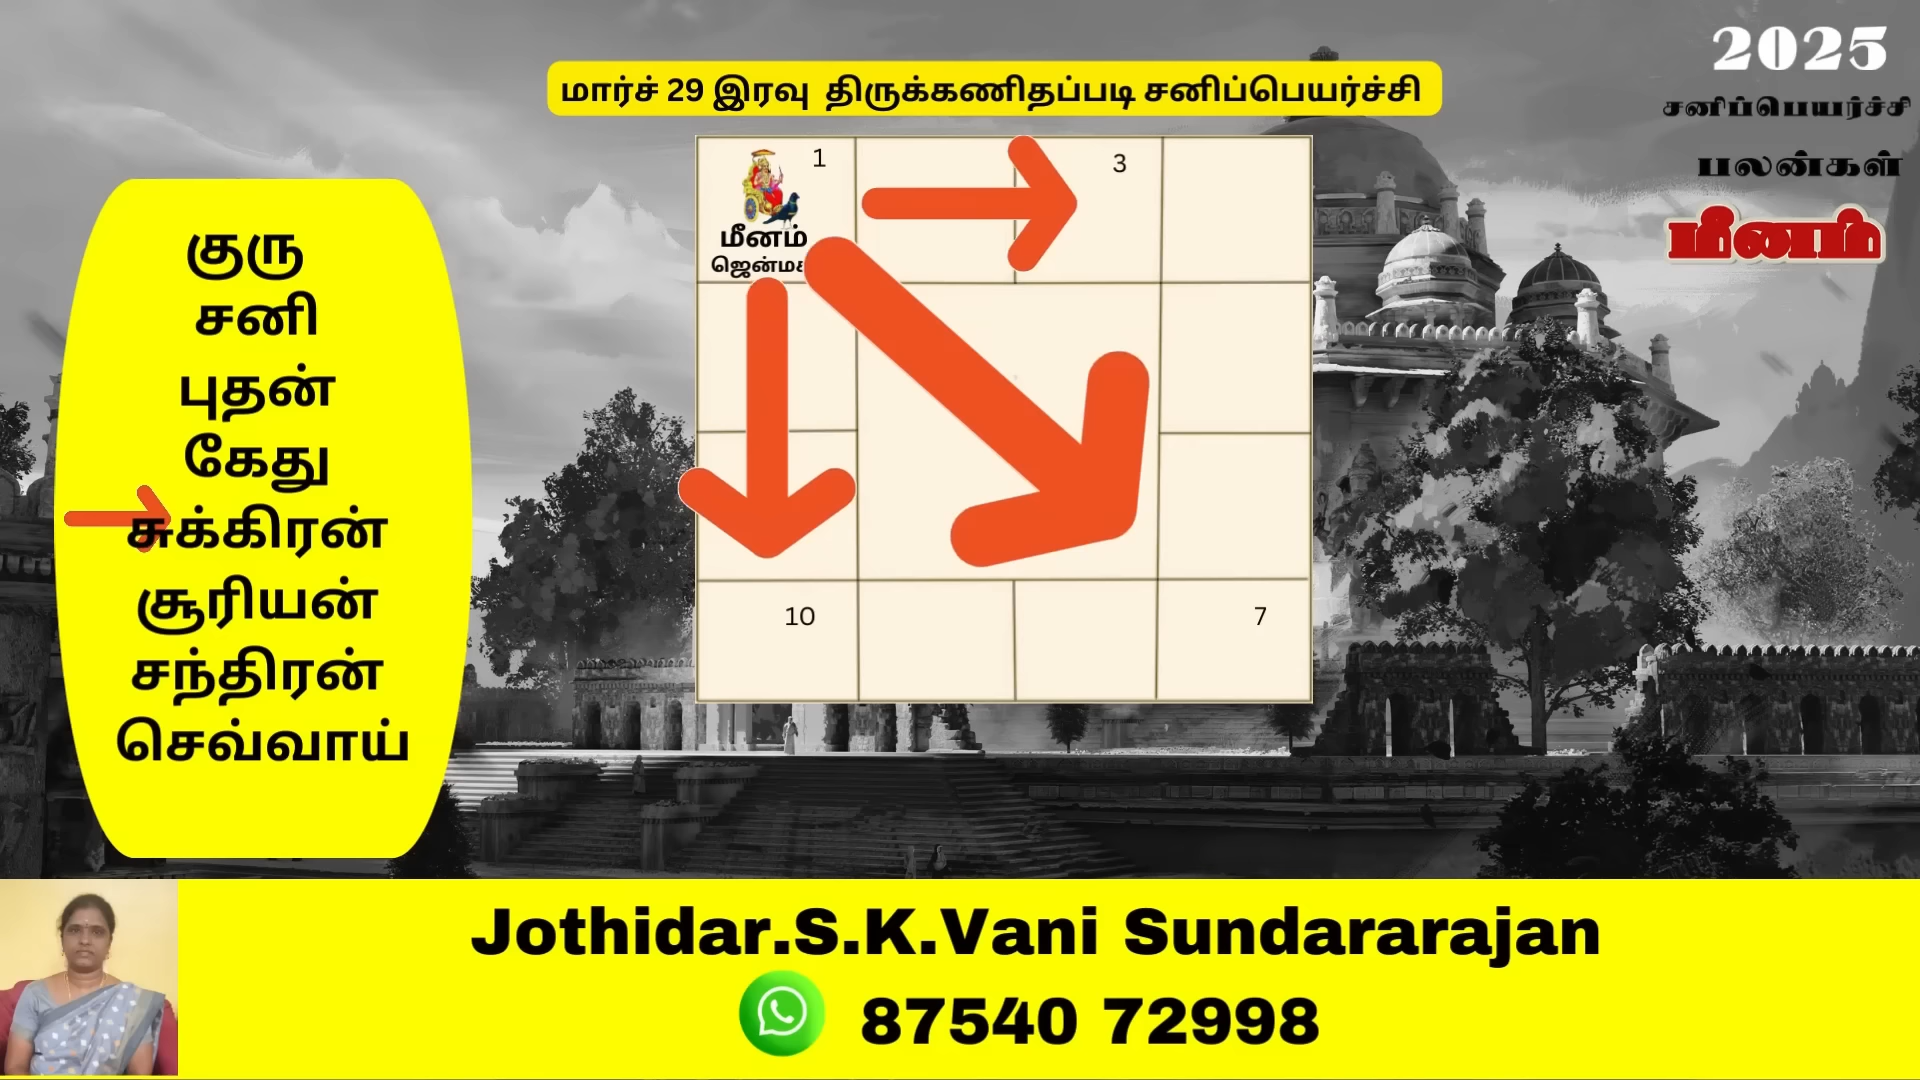 2025
சனிப்பெயர்ச்சி
பலன்கள்
மீனம்
மார்ச் 29 இரவு திருக்கணிதப்படி சனிப்பெயர்ச்சி
1
3
மீனம்
10
7
குரு
சனி
புதன்
கேது
சுக்கிரன்
சூரியன்
சந்திரன்
செவ்வாய்
Jothidar.S.K.Vani Sundararajan
87540 72998